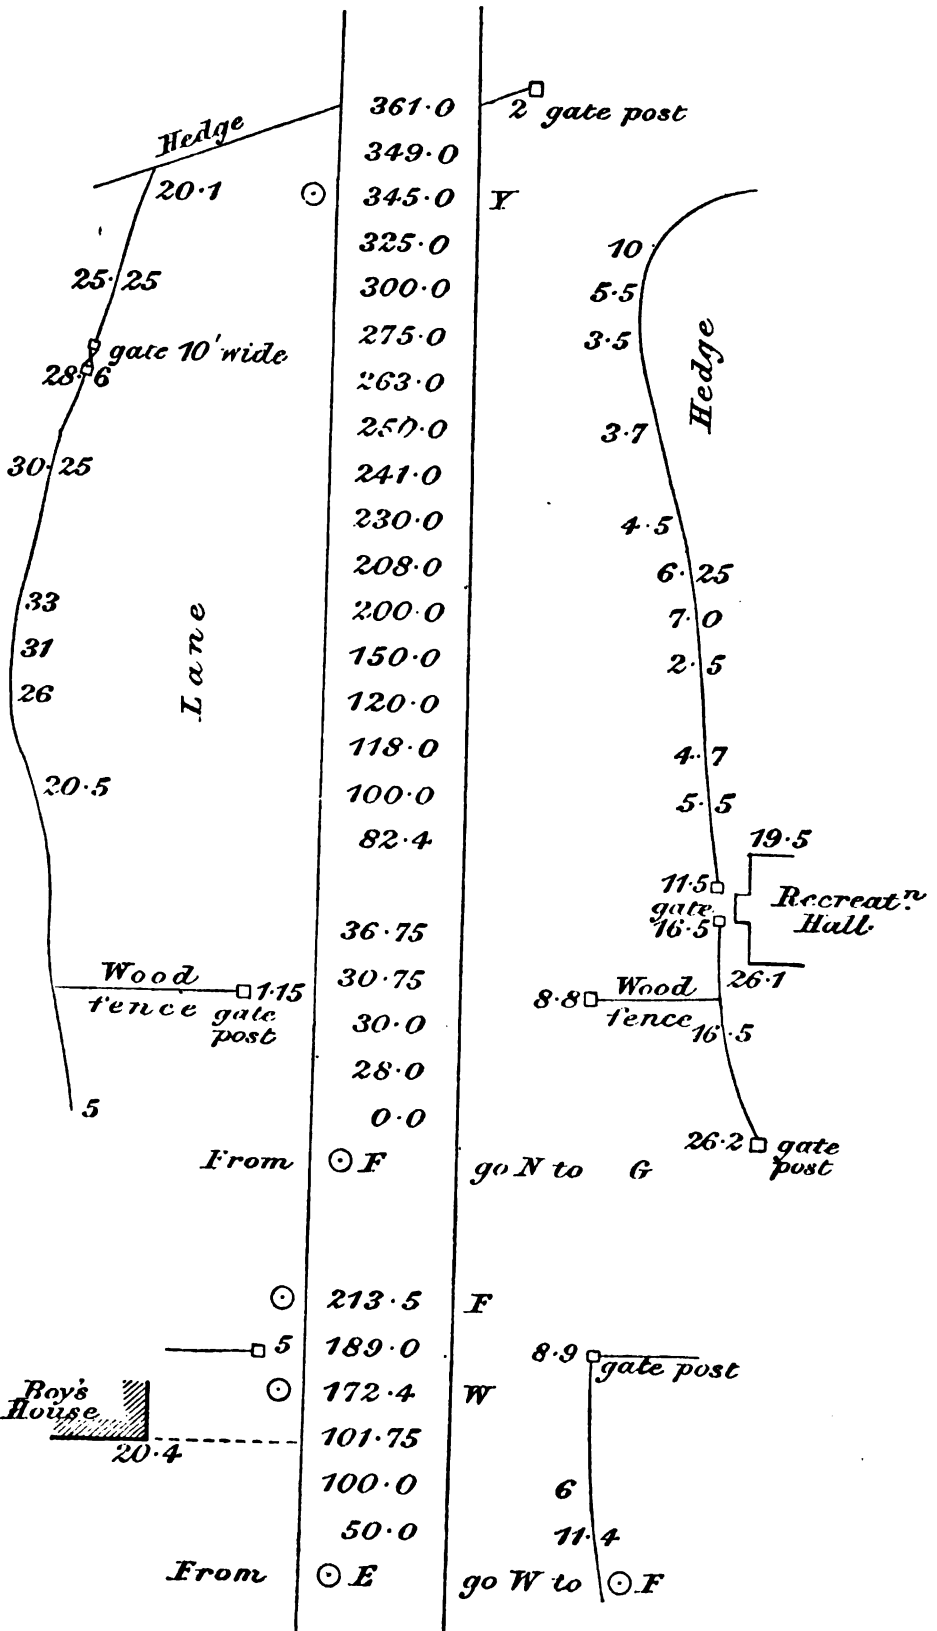 361·0 2 gate post
Hedge
349·0
20·1 345·0 Y
325·0 10
25·25 300·0 5·5
gate 10' wide 275·0 3·5
Hedge
28·6 263·0
250·0 3·7
30·25 241·0
230·0 4·5
208·0 6·25
33 200·0 7·0
31 150·0 2·5
Lane
26 120·0
118·0 4·7
20·5 100·0 5·5
82·4 19·5
11·5
gate
Recreatn.
Hall
36·75 16·5
Wood
fence 1·15 30·75 26·1
gate
post
8·8 Wood
fence
30·0 16·5
28·0
5 0·0
26·2 gate
post
From F go N to G
213·5 F
5 189·0 8·9 gate post
Roy's
House
172·4 W
20·4 101·75
100·0 6
50·0 11·4
From E go W to F